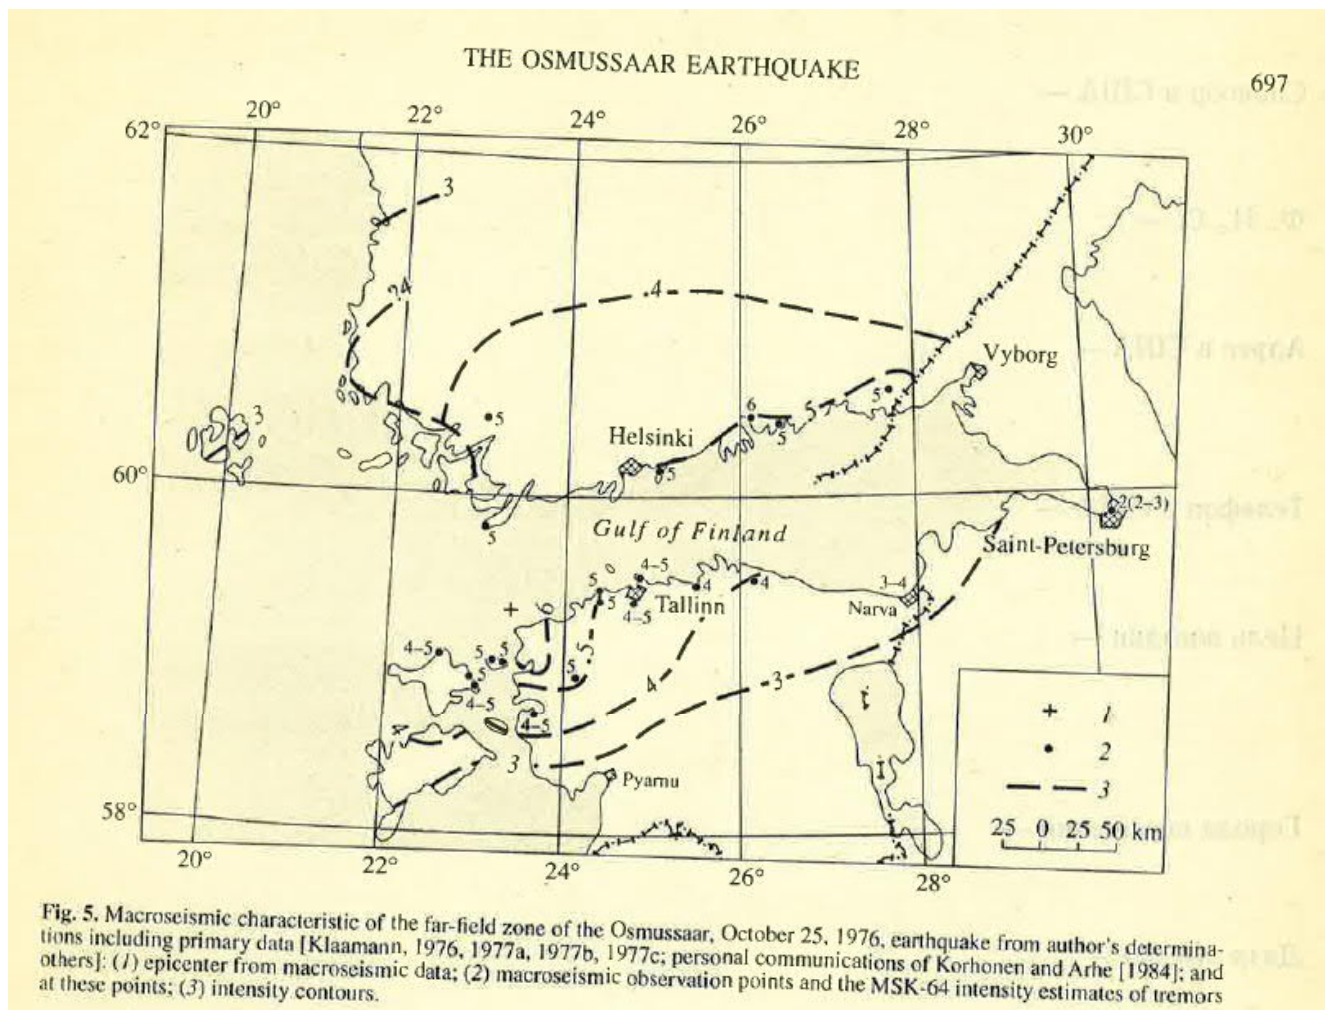 THE OSMUSSAAR EARTHQUAKE
697
20° 22° 24° 26° 28° 30°
62°
3
?4
.4
Vyborg
5
6
5
5
5
3
Helsinki
5
60°
2(2–3)
5
Gulf of Finland
Saint-Petersburg
4–5
5
4
4
3–4
5
Tallinn
Narva
6
4–5
4–5
5
5
.5
5
5
4
3
4–5
4–5
4
3
Pyarnu
1
2
3
58°
25 0 25 50 km
20° 22° 24° 26° 28°
Fig. 5. Macroseismic characteristic of the far-field zone of the Osmussaar, October 25, 1976, earthquake from author's determina-
tions including primary data [Klaamann, 1976, 1977a, 1977b, 1977c; personal communications of Korhonen and Arhe [1984]; and
others]: (1) epicenter from macroseismic data; (2) macroseismic observation points and the MSK-64 intensity estimates of tremors
at these points; (3) intensity contours.